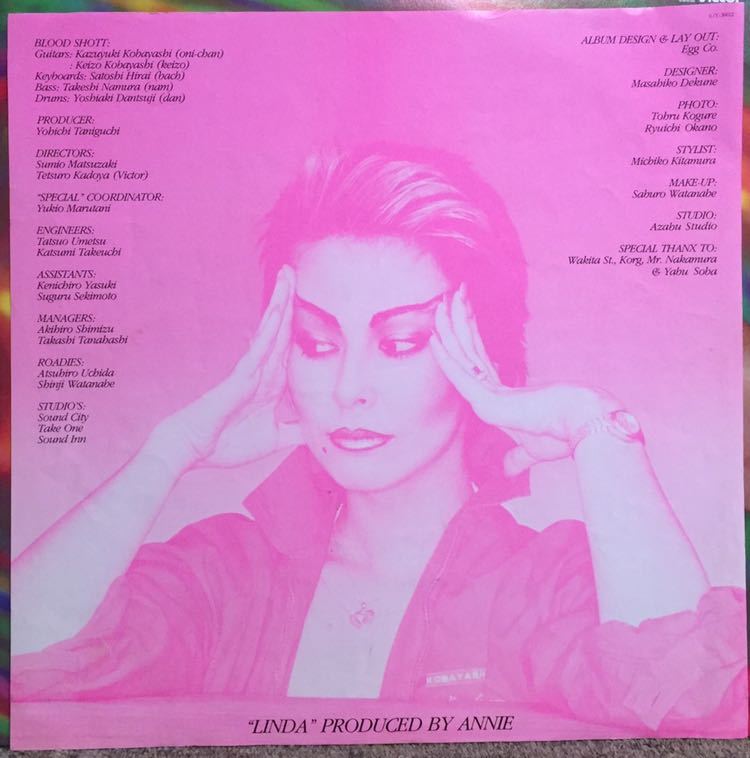 BLOOD SHOTT:
Guitars: Kazuyuki Kobayashi (oni-chan)
: Keizo Kobayashi (keizo)
Keyboards: Satoshi Hirai (bach)
Bass: Takeshi Namura (nam)
Drums: Yoshiaki Dantsuji (dan)
PRODUCER:
Yohichi Taniguchi
DIRECTORS:
Sumio Matsuzaki
Tetsuro Kadoya (Victor)
"SPECIAL" COORDINATOR:
Yukio Marutani
ENGINEERS:
Tatsuo Umetsu
Katsumi Takeuchi
ASSISTANTS:
Kenichiro Yasuki
Suguru Sekimoto
MANAGERS:
Akihiro Shimizu
Takashi Tanahashi
ROADIES:
Atsuhiro Uchida
Shinji Watanabe
STUDIO'S:
Sound City
Take One
Sound Inn
ALBUM DESIGN & LAY OUT:
Egg Co.
DESIGNER:
Masahiko Dekune
PHOTO:
Tohru Kogure
Ryuichi Okano
STYLIST:
Michiko Kitamura
MAKE-UP:
Saburo Watanabe
STUDIO:
Azabu Studio
SPECIAL THANX TO:
Wakita St., Korg, Mr. Nakamura
& Yabu Soba
KOBAYASH
"LINDA" PRODUCED BY ANNIE